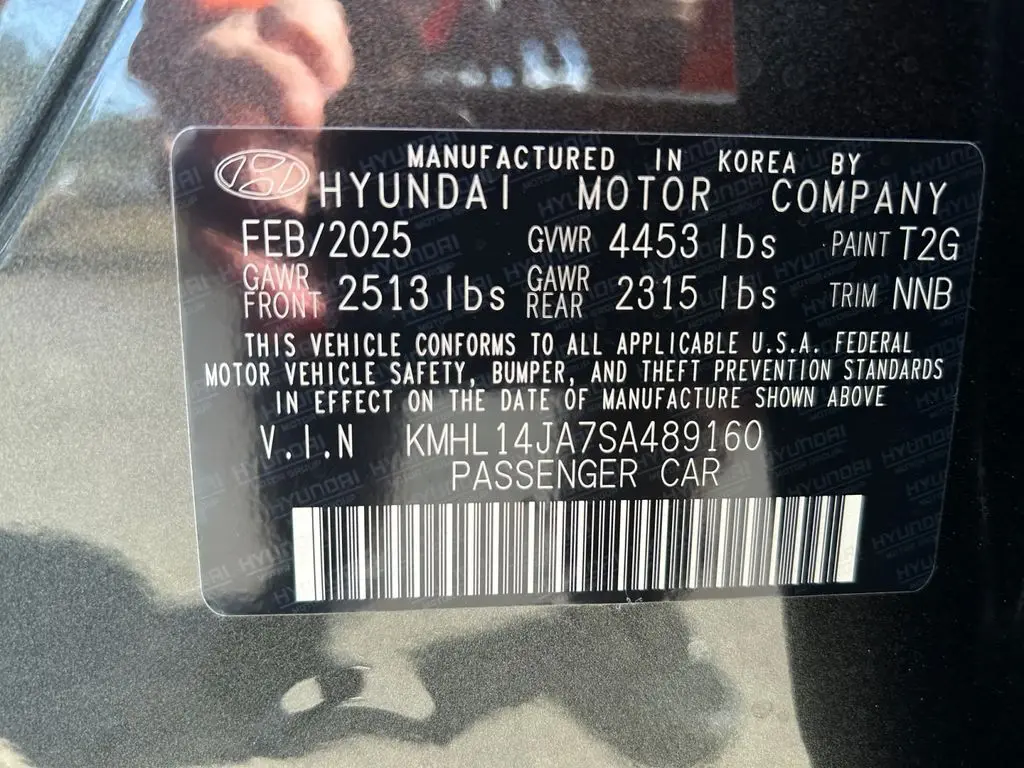 MANUFACTURED IN KOREA BY
HYUNDAI MOTOR COMPANY
FEB/2025 GVWR 4453 lbs PAINT T2G
GAWR FRONT 2513 lbs GAWR REAR 2315 lbs TRIM NNB
THIS VEHICLE CONFORMS TO ALL APPLICABLE U.S.A. FEDERAL
MOTOR VEHICLE SAFETY, BUMPER, AND THEFT PREVENTION STANDARDS
IN EFFECT ON THE DATE OF MANUFACTURE SHOWN ABOVE
V.I.N KMHL14JA7SA489160
PASSENGER CAR